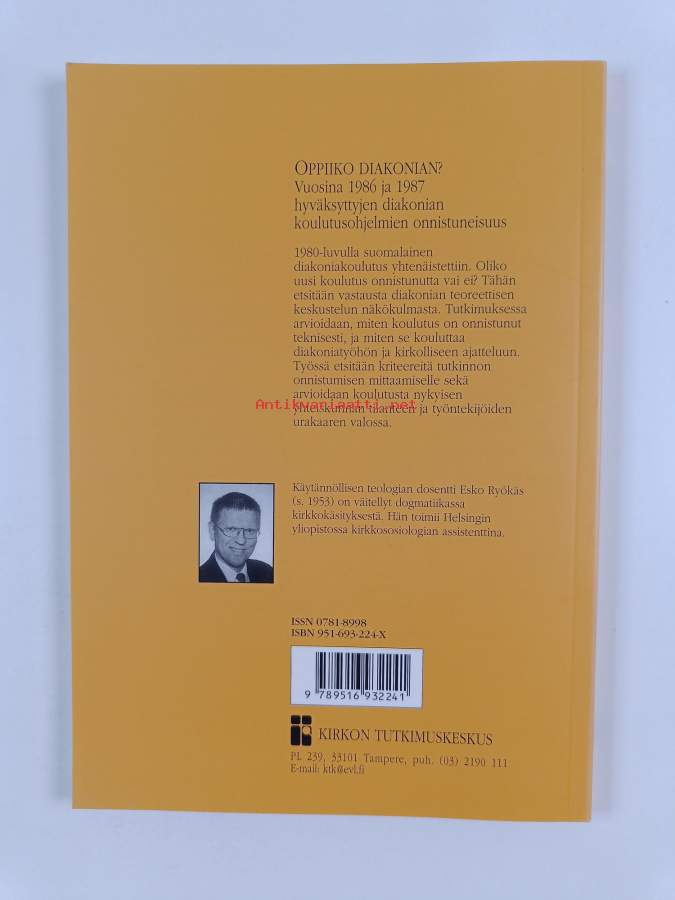 OPPIIKO DIAKONIAN?
Vuosina 1986 ja 1987
hyväksyttyjen diakonian
koulutusohjelmien onnistuneisuus
1980-luvulla suomalainen
diakoniakoulutus yhtenäistettiin. Oliko
uusi koulutus onnistunutta vai ei? Tähän
etsitään vastausta diakonian teoreettisen
keskustelun näkökulmasta. Tutkimuksessa
arvioidaan, miten koulutus on onnistunut
teknisesti, ja miten se kouluttaa
diakoniatyöhön ja kirkolliseen ajatteluun.
Työssä etsitään kriteereitä tutkinnon
onnistumisen mittaamiselle sekä
arvioidaan koulutusta nykyisen
Antikvariaatti.net
yhteiskunnan tilanteen ja työntekijöiden
urakaaren valossa.
Käytännöllisen teologian dosentti Esko Ryökäs
(s. 1953) on väitellyt dogmatiikassa
kirkkokäsityksestä. Hän toimii Helsingin
yliopistossa kirkkososiologian assistenttina.
ISSN 0781-8998
ISBN 951-693-224-X
9 789516 932241
KIRKON TUTKIMUSKESKUS
PL 239, 33101 Tampere, puh. (03) 2190 111
E-mail: ktk@evl.fi